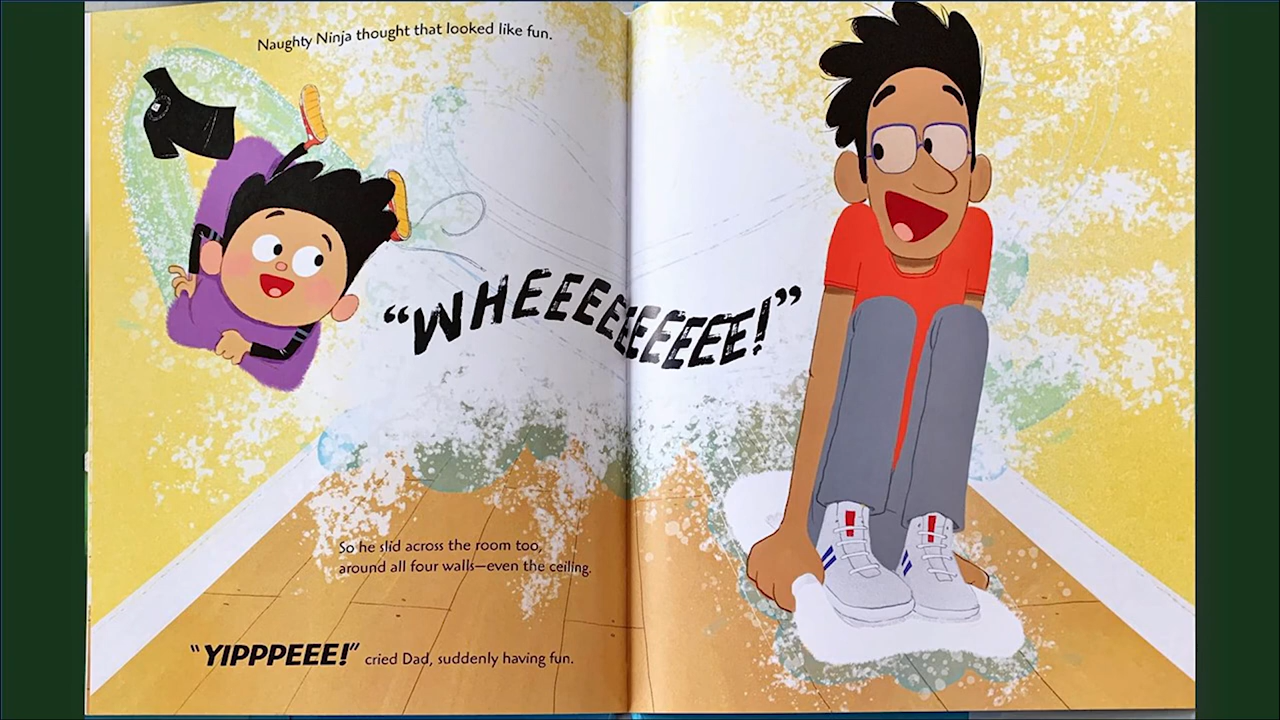 Naughty Ninja thought that looked like fun.
“WHEEEEEEEEEE!”
So he slid across the room too,
around all four walls—even the ceiling.
“YIPPPEEE!” cried Dad, suddenly having fun.